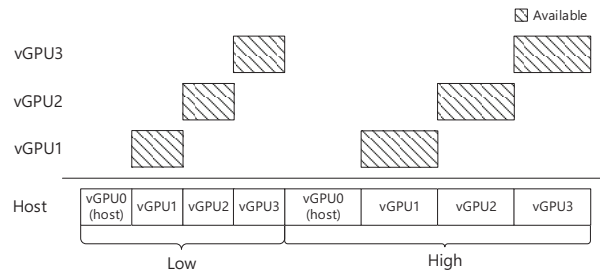 Available
vGPU3
vGPU2
vGPU1
Host
vGPU0
(host)
vGPU1
vGPU2
vGPU3
vGPU0
(host)
vGPU1
vGPU2
vGPU3
Low
High